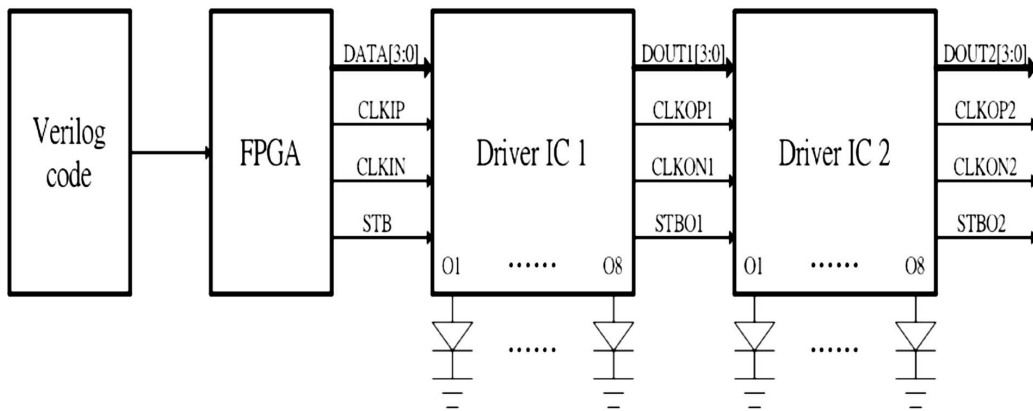 Verilog
code
FPGA
DATA[3:0]
CLKIP
CLKIN
STB
Driver IC 1
O1 ...... O8
......
DOUT1[3:0]
CLKOP1
CLKON1
STBO1
Driver IC 2
O1 ...... O8
......
DOUT2[3:0]
CLKOP2
CLKON2
STBO2